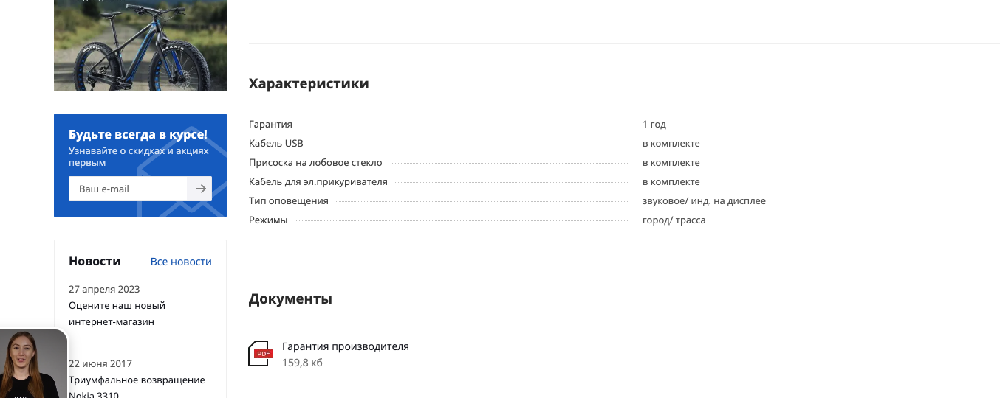 MAXXIS
MAXXIS
Характеристики
Гарантия
1 год
Кабель USB
в комплекте
Присоска на лобовое стекло
в комплекте
Кабель для эл.прикуривателя
в комплекте
Тип оповещения
звуковое/ инд. на дисплее
Режимы
город/ трасса
Документы
PDF
Гарантия производителя
159,8 кб
Будьте всегда в курсе!
Узнавайте о скидках и акциях
первым
Ваш e-mail
Новости
Все новости
27 апреля 2023
Оцените наш новый
интернет-магазин
22 июня 2017
Триумфальное возвращение
Nokia 3310